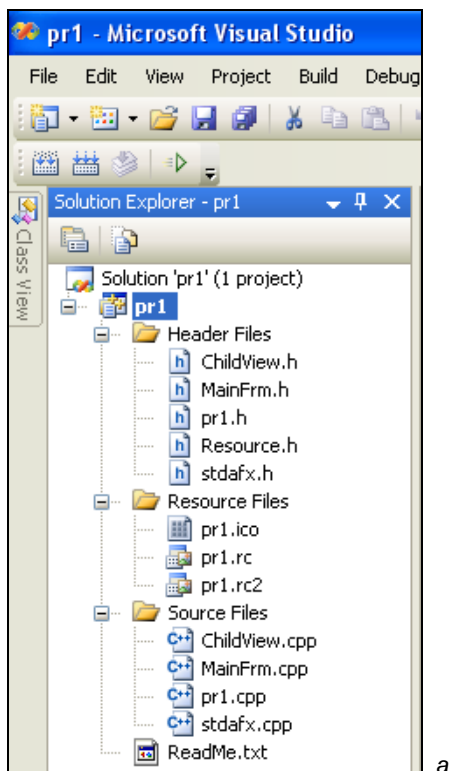 pr1 - Microsoft Visual Studio
File Edit View Project Build Debug
Solution Explorer - pr1
Class View
Solution 'pr1' (1 project)
pr1
Header Files
ChildView.h
MainFrm.h
pr1.h
Resource.h
stdafx.h
Resource Files
pr1.ico
pr1.rc
pr1.rc2
Source Files
ChildView.cpp
MainFrm.cpp
pr1.cpp
stdafx.cpp
ReadMe.txt
a